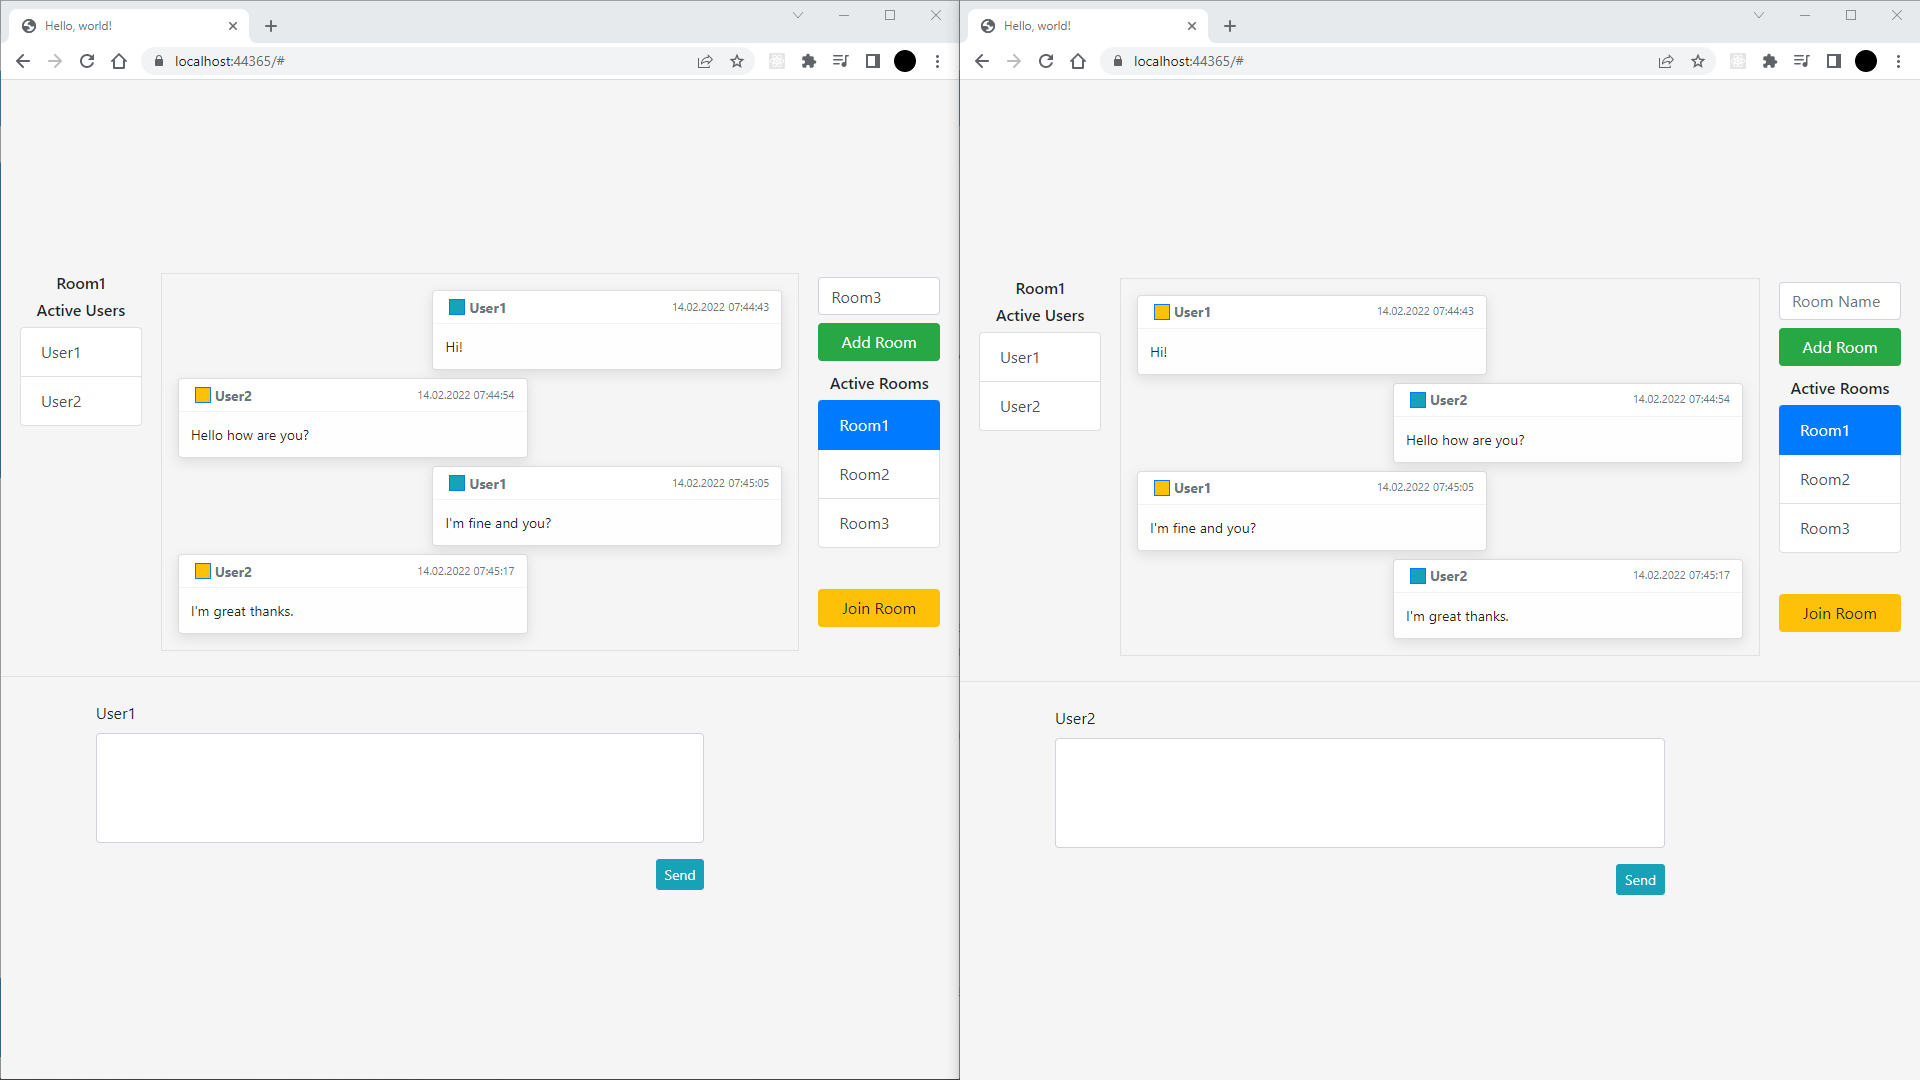 Hello, world!
localhost:44365/#
Room1
Active Users
User1
User2
User1 14.02.2022 07:44:43
Hi!
User2 14.02.2022 07:44:54
Hello how are you?
User1 14.02.2022 07:45:05
I'm fine and you?
User2 14.02.2022 07:45:17
I'm great thanks.
Room3
Add Room
Active Rooms
Room1
Room2
Room3
Join Room
User1
Send
Hello, world!
localhost:44365/#
Room1
Active Users
User1
User2
User1 14.02.2022 07:44:43
Hi!
User2 14.02.2022 07:44:54
Hello how are you?
User1 14.02.2022 07:45:05
I'm fine and you?
User2 14.02.2022 07:45:17
I'm great thanks.
Room Name
Add Room
Active Rooms
Room1
Room2
Room3
Join Room
User2
Send